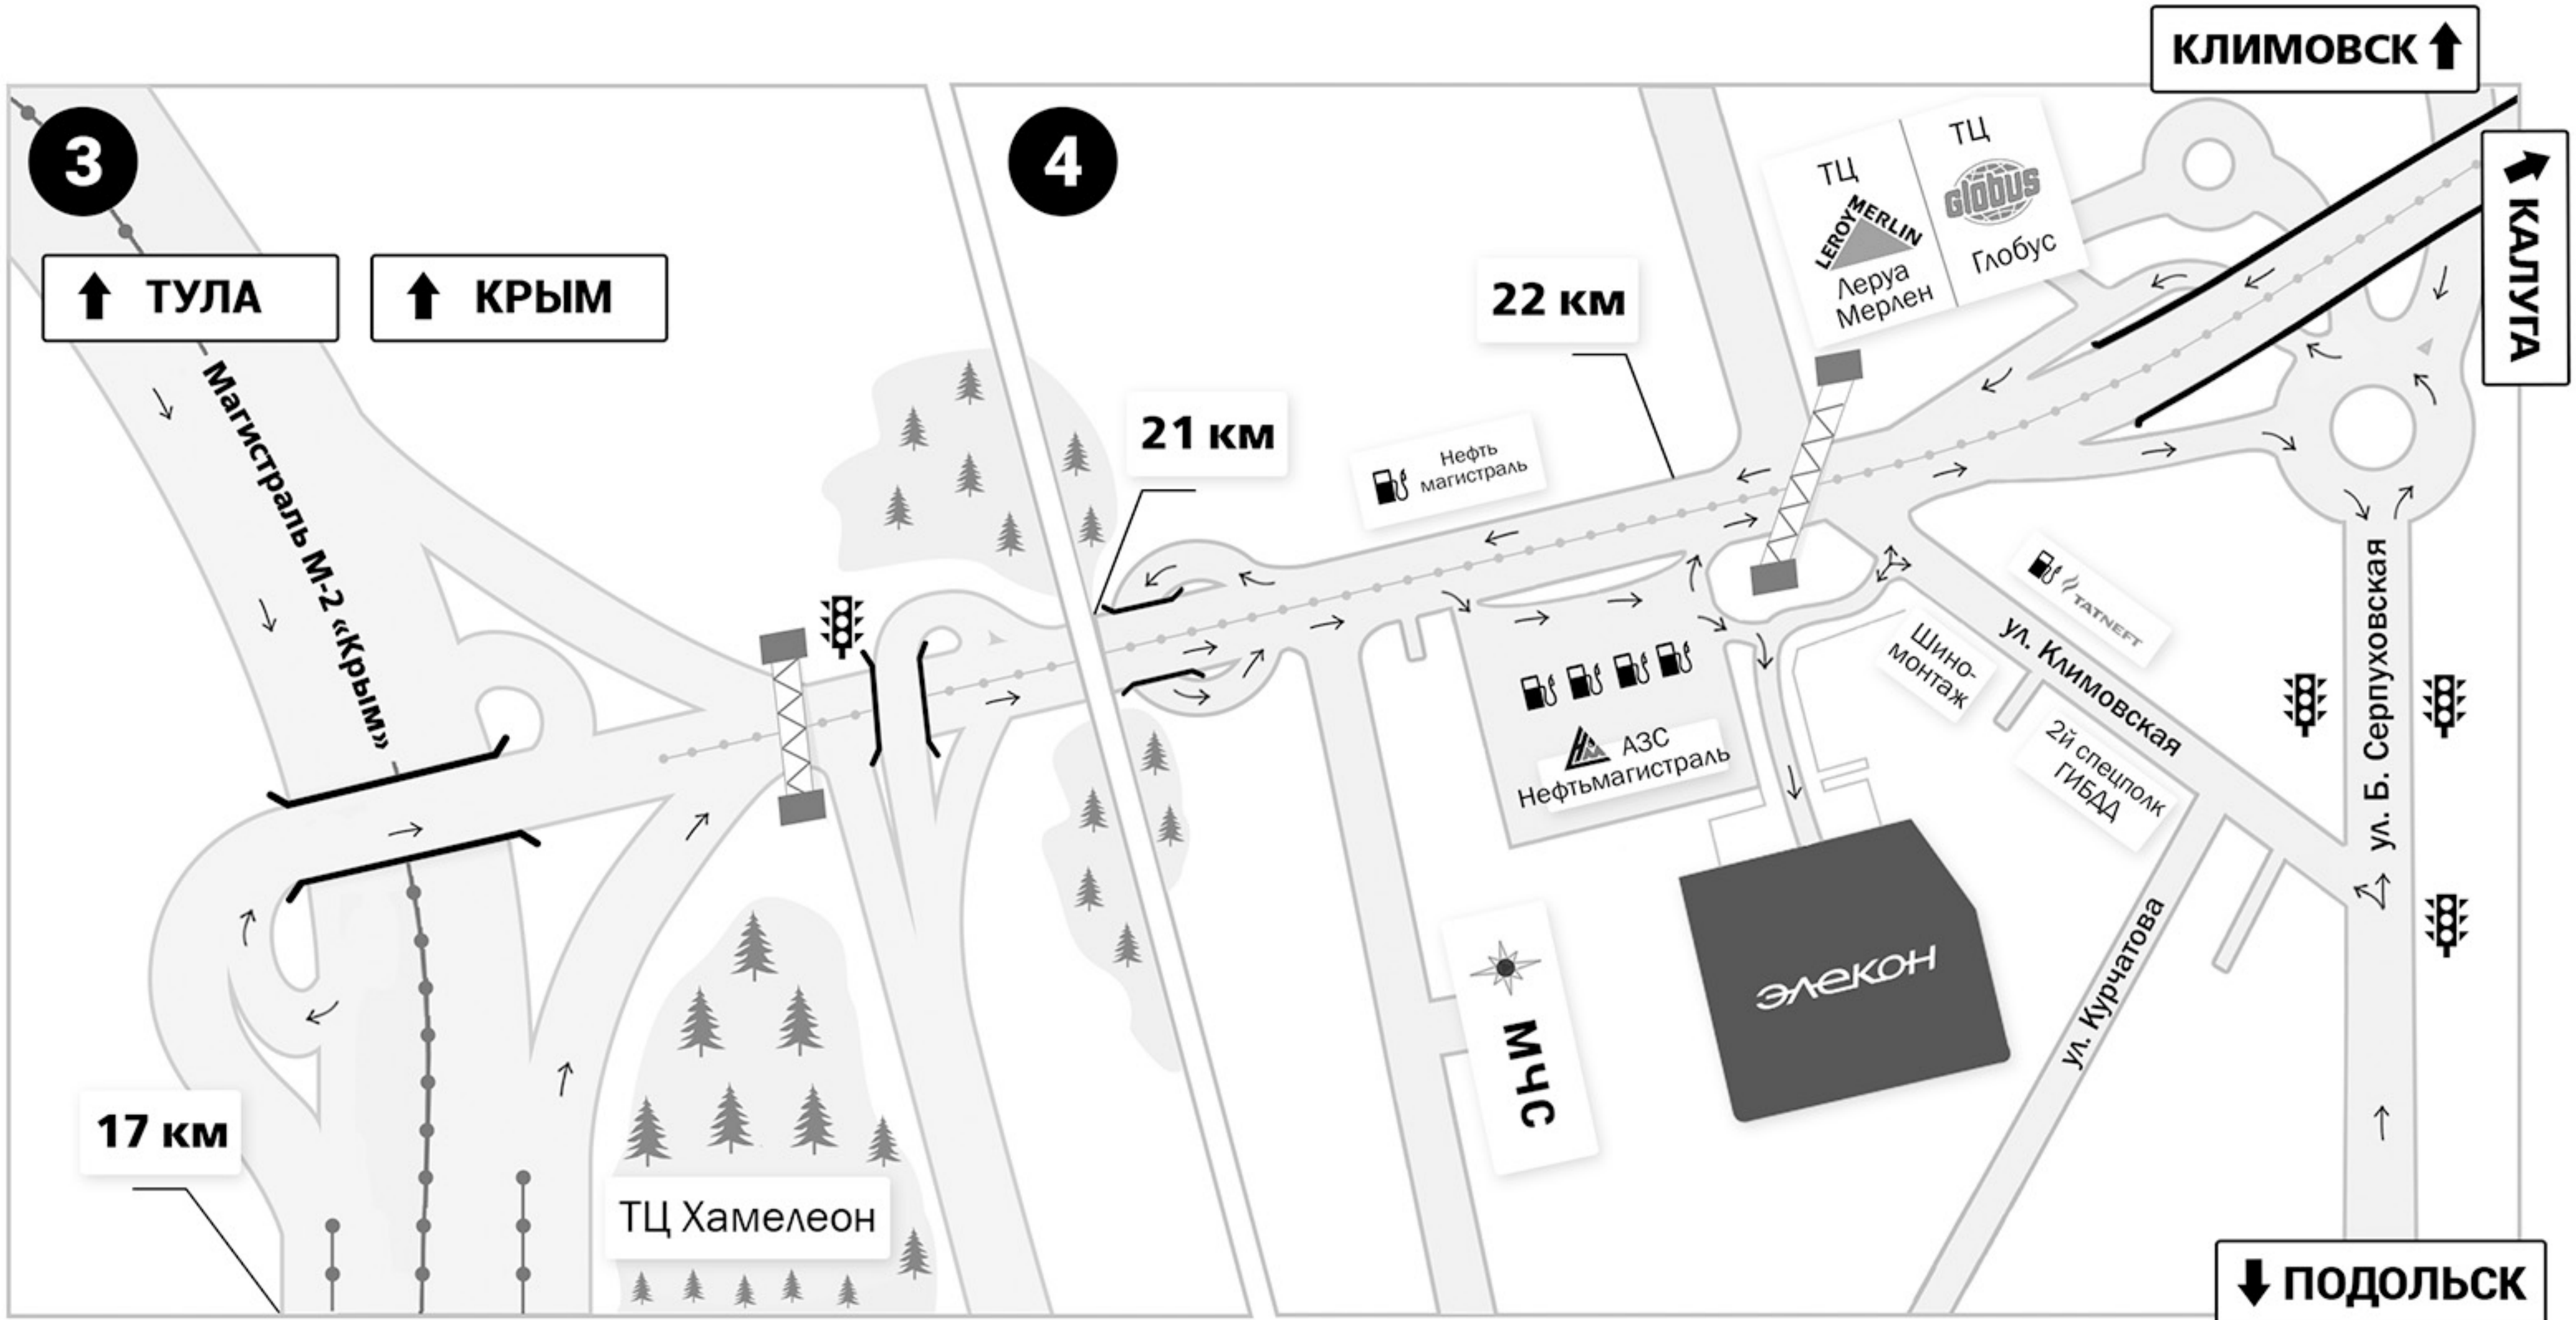 КЛИМОВСК
3
4
ТУЛА
КРЫМ
КАЛУГА
Магистраль М-2 «Крым»
ТЦ
LEROY MERLIN
Леруа
Мерлен
ТЦ
Globus
Глобус
22 км
21 км
Нефть
магистраль
TATNEFT
ул. Климовская
Шино-
монтаж
2й спецполк
ГИБДД
ул. Б. Серпуховская
АЗС
Нефтьмагистраль
ЭЛЕКОН
МЧС
ул. Курчатова
17 км
ТЦ Хамелеон
ПОДОЛЬСК